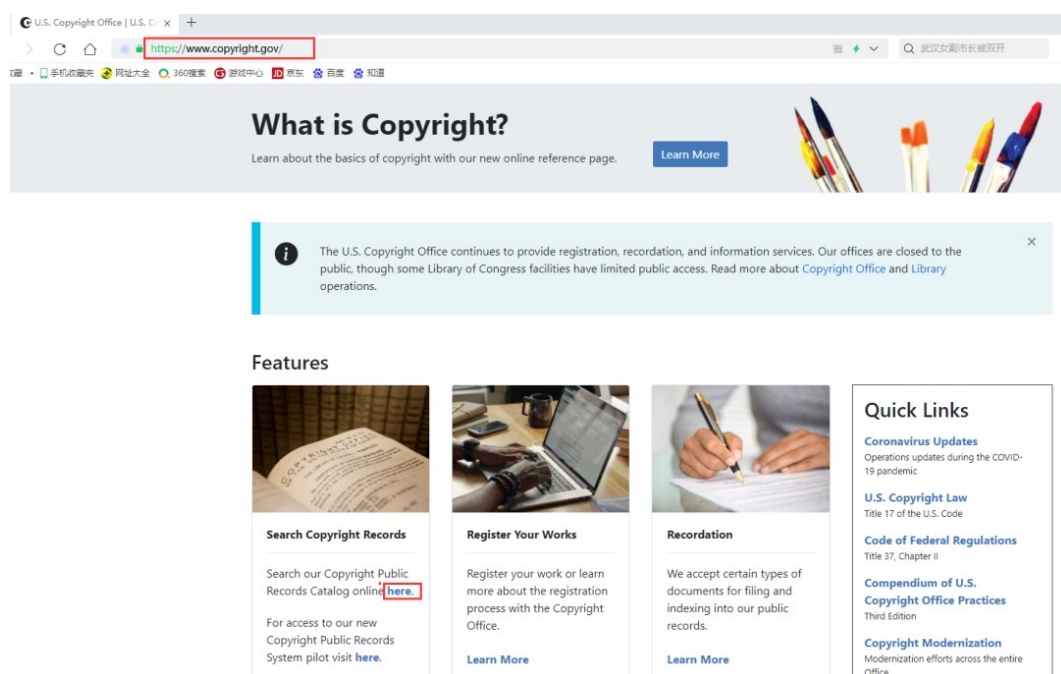 U.S. Copyright Office | U.S. C
https://www.copyright.gov/
武汉女副市长被双开
收藏 手机收藏夹 网址大全 360搜索 游戏中心 JD 京东 百度 知道
What is Copyright?
Learn about the basics of copyright with our new online reference page.
Learn More
The U.S. Copyright Office continues to provide registration, recordation, and information services. Our offices are closed to the
public, though some Library of Congress facilities have limited public access. Read more about Copyright Office and Library
operations.
Features
COPYRIGHT OFFICE
Search Copyright Records
Search our Copyright Public
Records Catalog online here.
For access to our new
Copyright Public Records
System pilot visit here.
Register Your Works
Register your work or learn
more about the registration
process with the Copyright
Office.
Learn More
Recordation
We accept certain types of
documents for filing and
indexing into our public
records.
Learn More
Quick Links
Coronavirus Updates
Operations updates during the COVID-
19 pandemic
U.S. Copyright Law
Title 17 of the U.S. Code
Code of Federal Regulations
Title 37, Chapter II
Compendium of U.S.
Copyright Office Practices
Third Edition
Copyright Modernization
Modernization efforts across the entire
Office